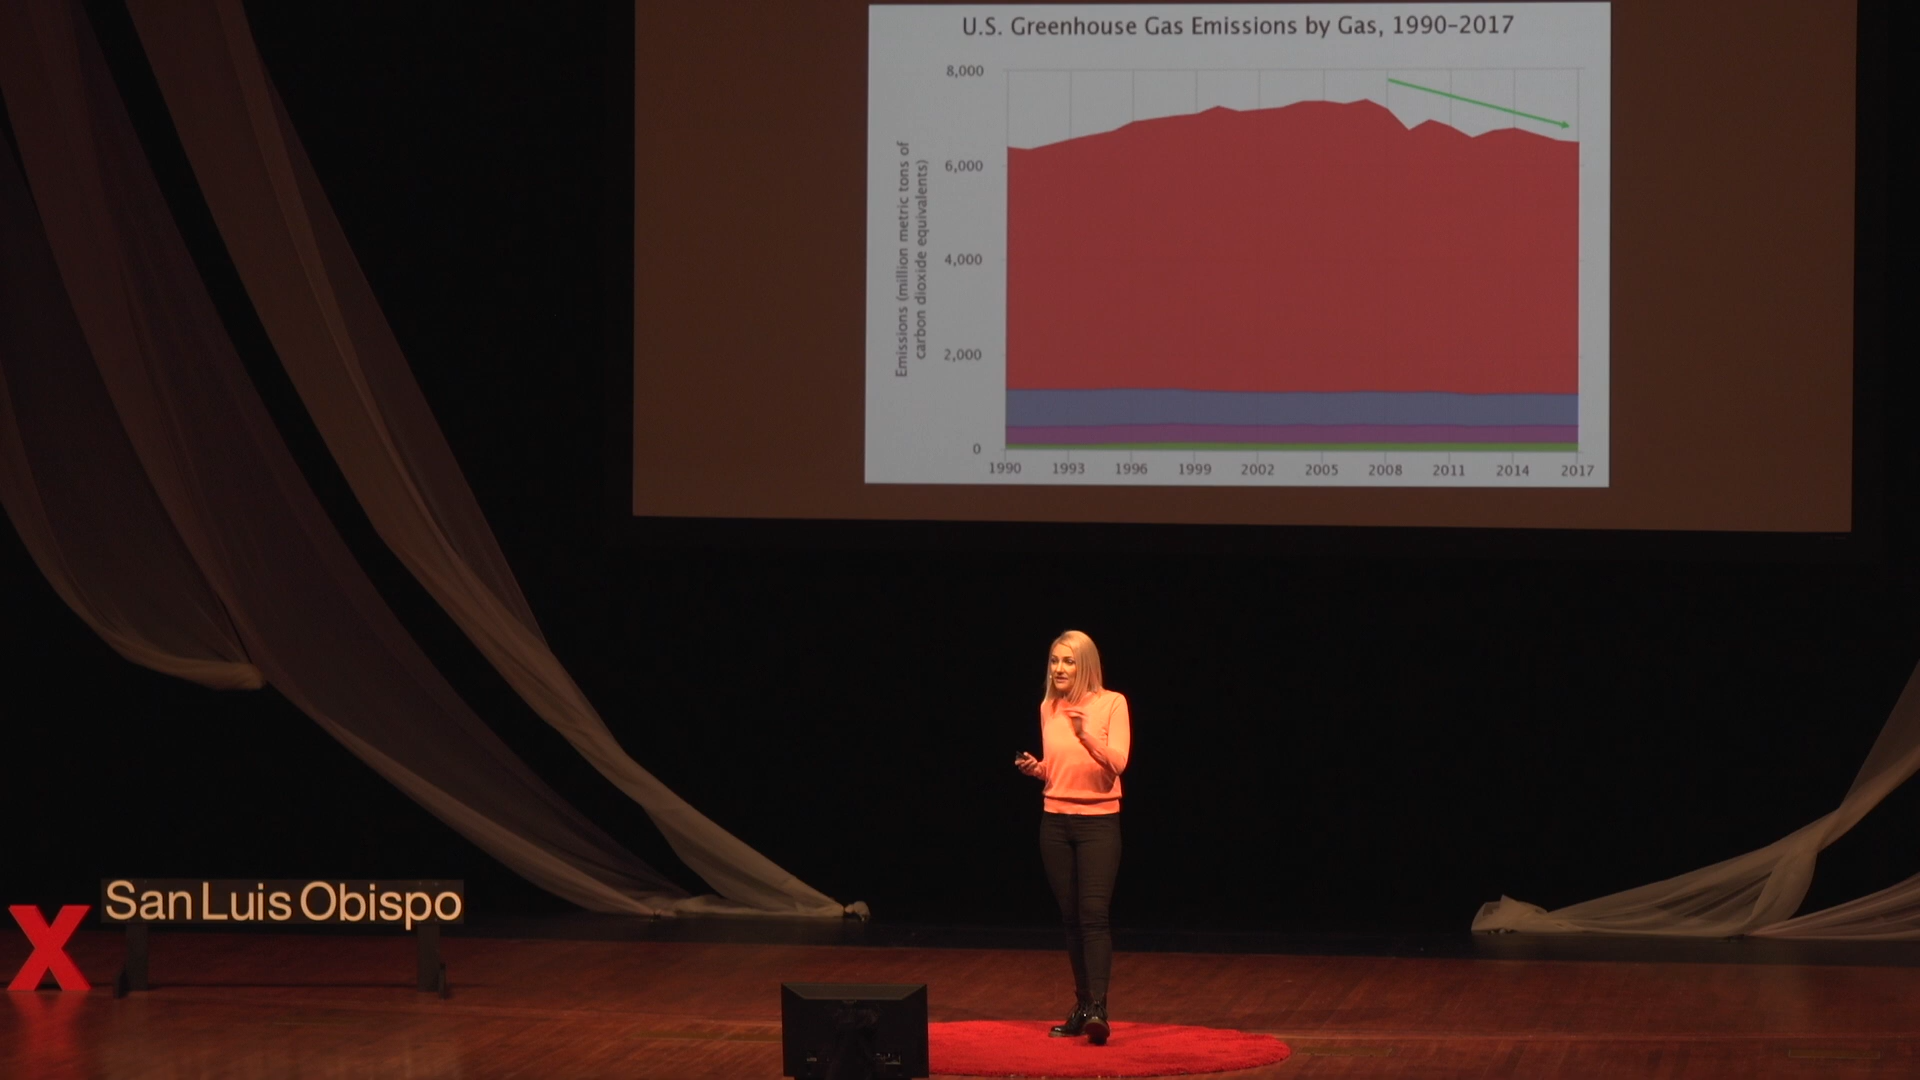 U.S. Greenhouse Gas Emissions by Gas, 1990–2017
Emissions (million metric tons of
carbon dioxide equivalents)
8,000
6,000
4,000
2,000
0
1990 1993 1996 1999 2002 2005 2008 2011 2014 2017
X San Luis Obispo